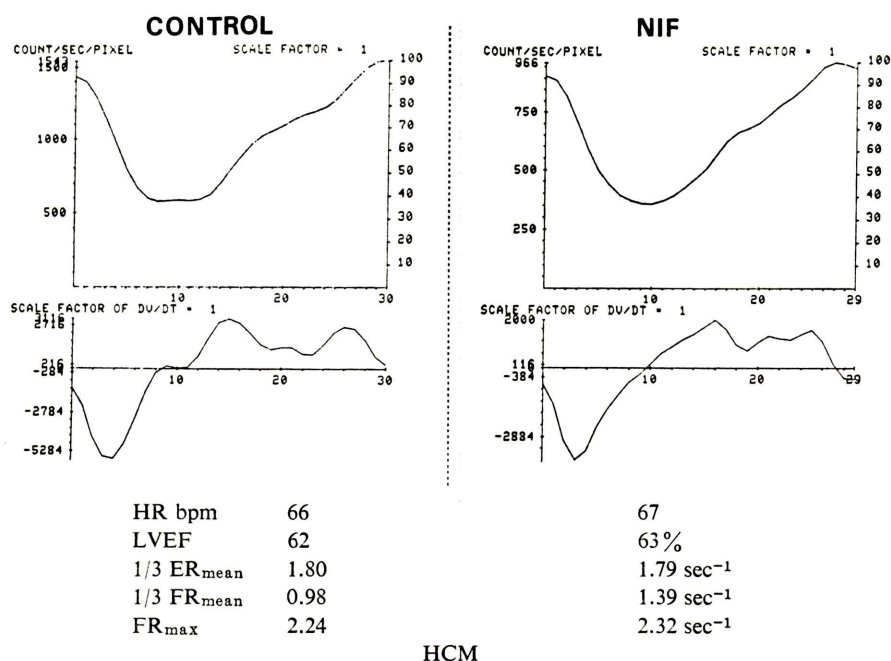 CONTROL
COUNT/SEC/PIXEL SCALE FACTOR = 1
1543
1500
1000
500
100
90
80
70
60
50
40
30
20
10
10 20 30
SCALE FACTOR OF DV/DT = 1
3116
2716
216
-284
-2784
-5284
10 20 30
NIF
COUNT/SEC/PIXEL SCALE FACTOR = 1
966
750
500
250
100
90
80
70
60
50
40
30
20
10
10 20 29
SCALE FACTOR OF DV/DT = 1
2000
116
-384
-2884
10 20 29
HR bpm 66 67
LVEF 62 63%
1/3 ERmean 1.80 1.79 sec⁻¹
1/3 FRmean 0.98 1.39 sec⁻¹
FRmax 2.24 2.32 sec⁻¹
HCM